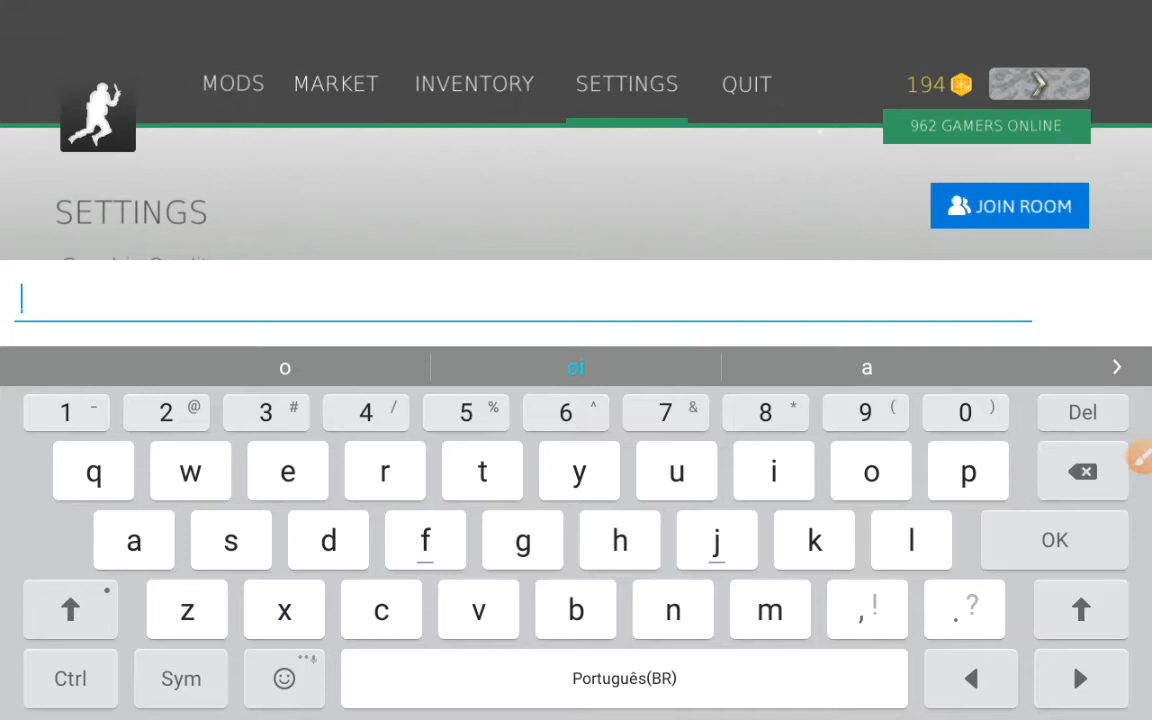 MODS MARKET INVENTORY SETTINGS QUIT 194
962 GAMERS ONLINE
SETTINGS
JOIN ROOM
o oi a
1 - 2 @ 3 # 4 / 5 % 6 ^ 7 & 8 * 9 ( 0 ) Del
q w e r t y u i o p
a s d f g h j k l OK
z x c v b n m , ! . ?
Ctrl Sym Português(BR)